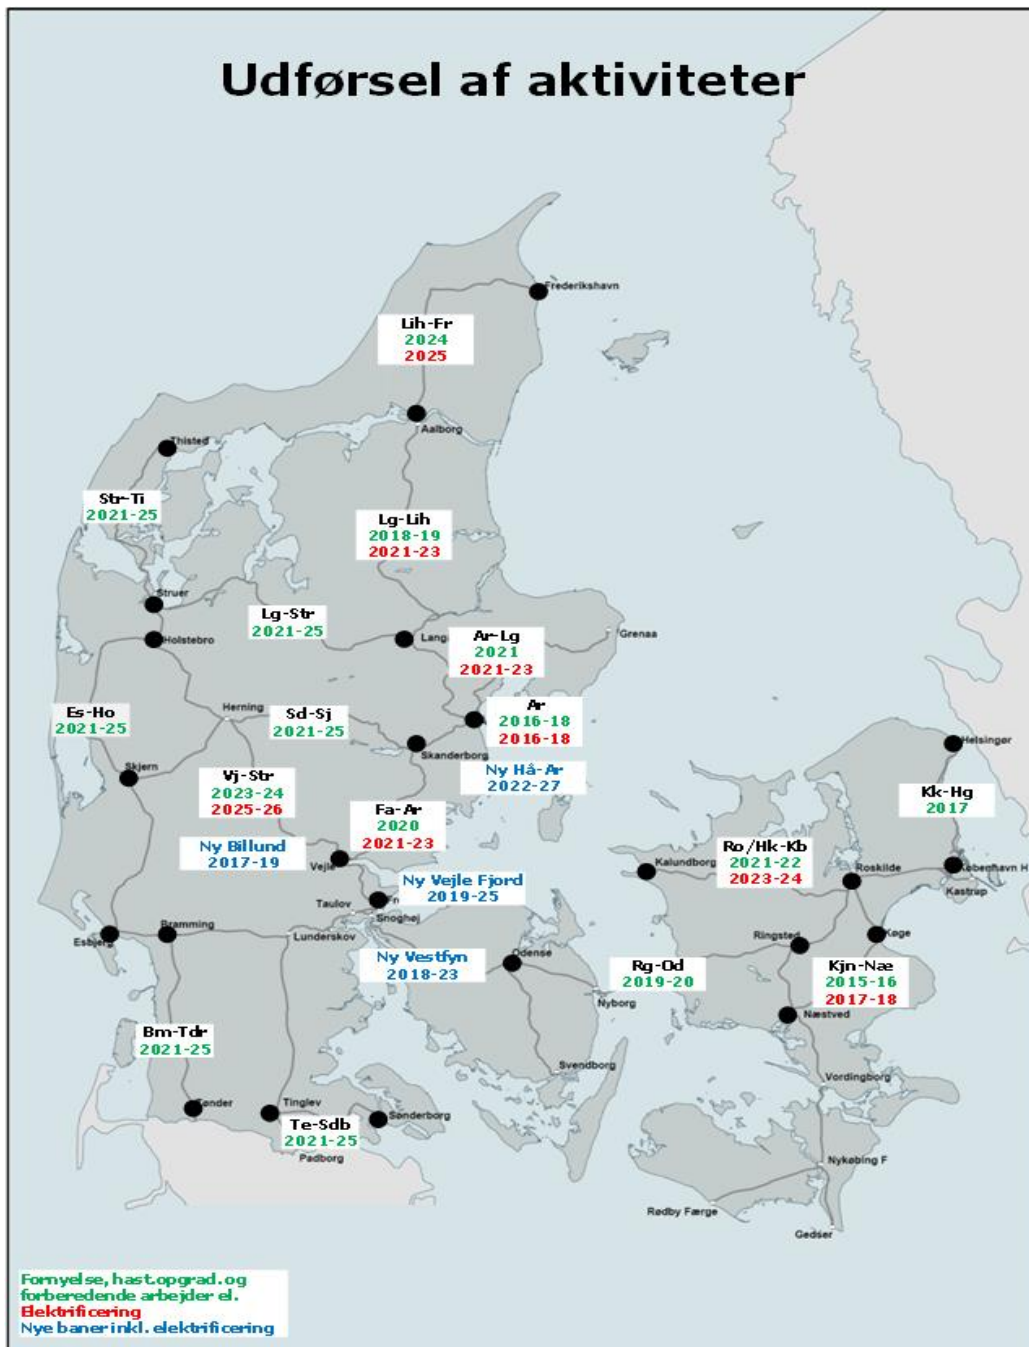 Udførsel af aktiviteter
Frederikshavn
Lih-Fr
2024
2025
Aalborg
Thisted
Str-Ti
2021-25
Lg-Lih
2018-19
2021-23
Struer
Lg-Str
2021-25
Holstebro
Lang
Ar-Lg
2021
2021-23
Grenaa
Es-Ho
2021-25
Herning
Sd-Sj
2021-25
Ar
2016-18
2016-18
Skanderborg
Helsingør
Skjern
Ny Hå-Ar
2022-27
Vj-Str
2023-24
2025-26
Kk-Hg
2017
Fa-Ar
2020
2021-23
Ny Billund
2017-19
Vejle
Ro/Hk-Kb
2021-22
2023-24
Kalundborg
Roskilde
København H
Kastrup
Ny Vejle Fjord
2019-25
Fr
Taulov
Snoghøj
Esbjerg
Bramming
Lunderskov
Ringsted
Køge
Ny Vestfyn
2018-23
Odense
Rg-Od
2019-20
Kjn-Næ
2015-16
2017-18
Nyborg
Næstved
Bm-Tdr
2021-25
Svendborg
Vordingborg
Tønder
Tinglev
Sønderborg
Te-Sdb
2021-25
Padborg
Nykøbing F
Rødby Færge
Gedser
Fornyelse, hast.opgrad. og
forberedende arbejder el.
Elektrificering
Nye baner inkl. elektrificering